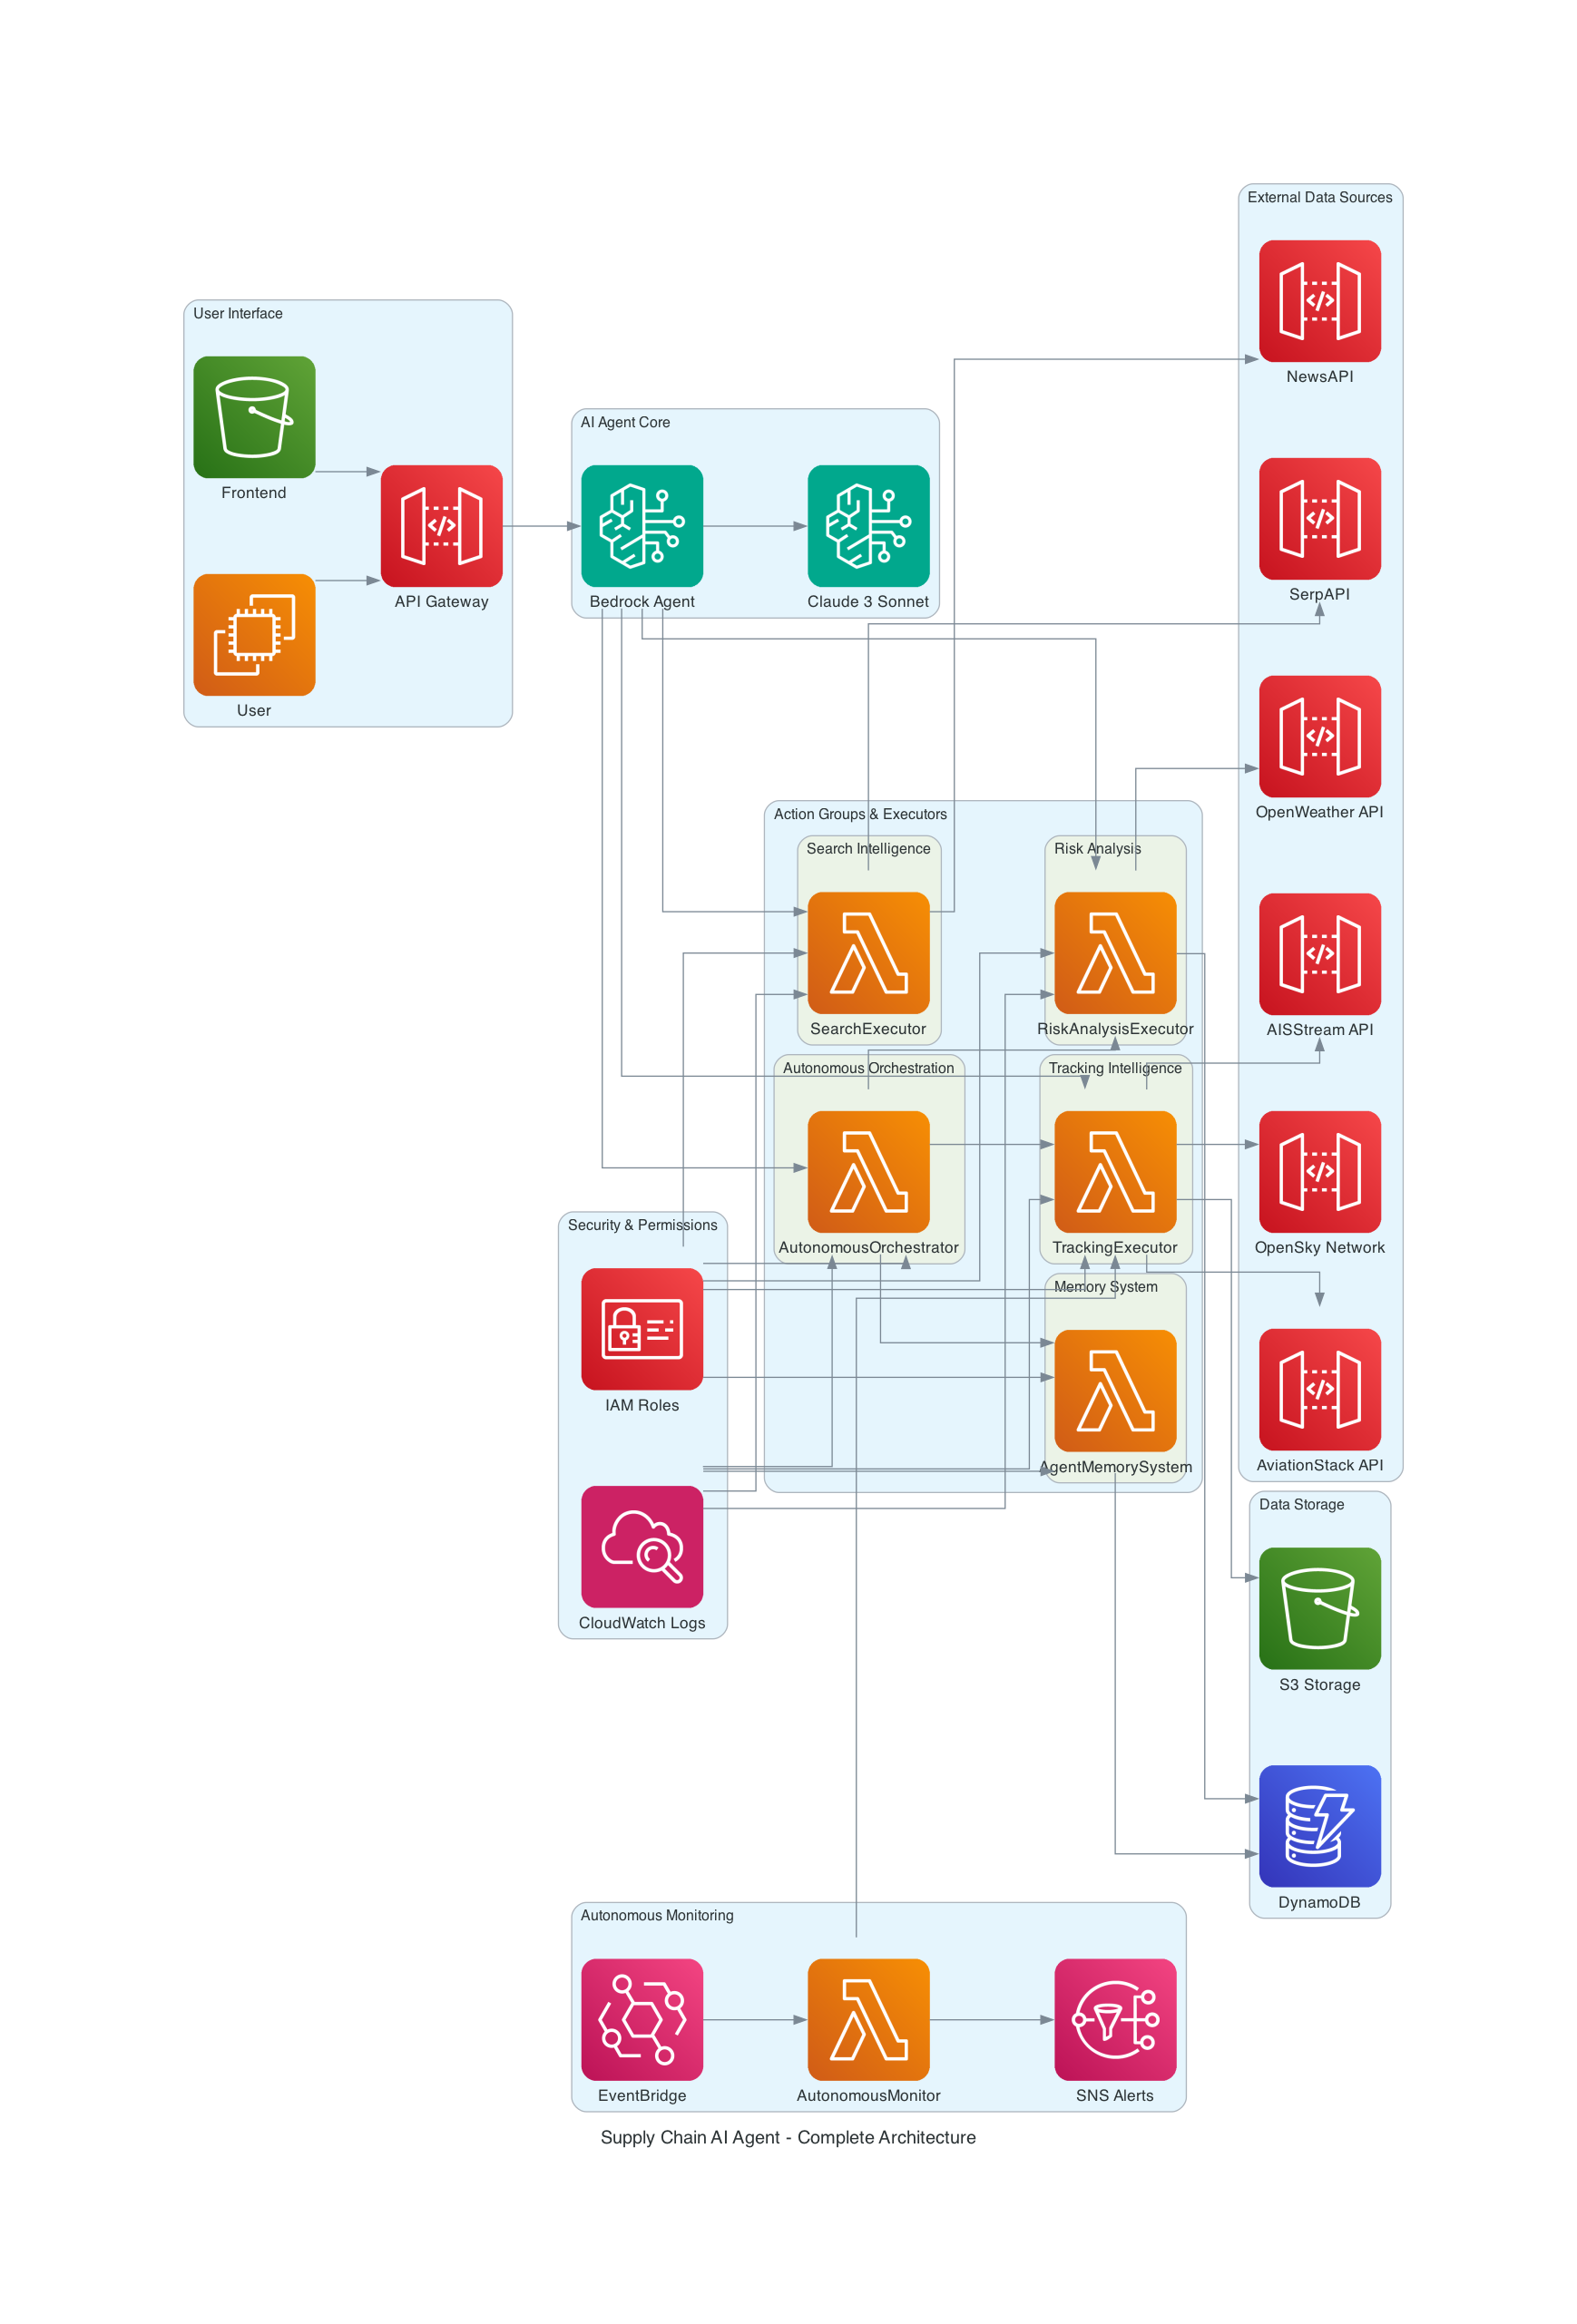 External Data Sources
NewsAPI
SerpAPI
OpenWeather API
AISStream API
OpenSky Network
AviationStack API
User Interface
Frontend
API Gateway
User
AI Agent Core
Bedrock Agent
Claude 3 Sonnet
Action Groups & Executors
Search Intelligence
SearchExecutor
Risk Analysis
RiskAnalysisExecutor
Autonomous Orchestration
AutonomousOrchestrator
Tracking Intelligence
TrackingExecutor
Memory System
AgentMemorySystem
Security & Permissions
IAM Roles
CloudWatch Logs
Data Storage
S3 Storage
DynamoDB
Autonomous Monitoring
EventBridge
AutonomousMonitor
SNS Alerts
Supply Chain AI Agent - Complete Architecture